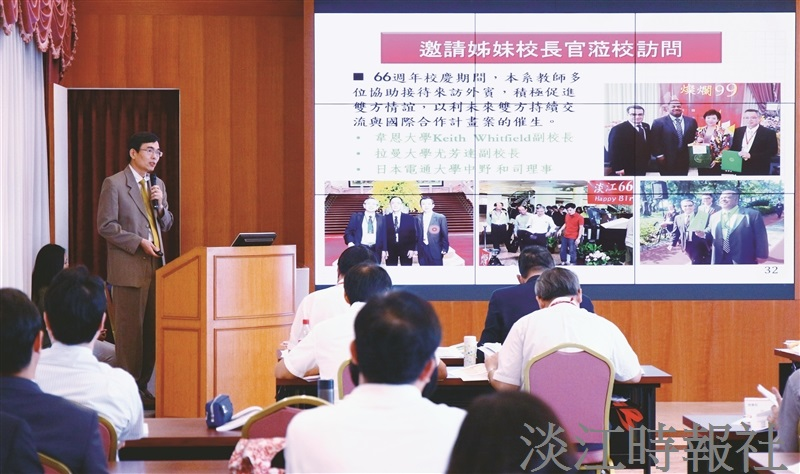 邀請姊妹校長官蒞校訪問
■ 66週年校慶期間，本系教師多
位協助接待來訪外賓，積極促進
雙方情誼，以利未來雙方持續交
流與國際合作計畫案的催生。
• 韋恩大學Keith Whitfield副校長
• 拉曼大學尤芳達副校長
• 日本電通大學中野和司理事
燦爛99
淡江66
Happy Bir
32
淡江時報社